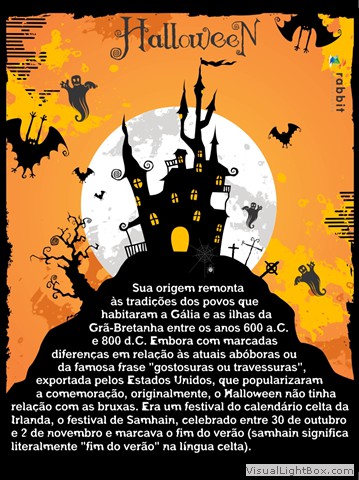 HalloweeN
rabbit
Sua origem remonta
às tradições dos povos que
habitaram a Gália e as ilhas da
Grã-Bretanha entre os anos 600 a.C.
e 800 d.C. Embora com marcadas
diferenças em relação às atuais abóboras ou
da famosa frase "gostosuras ou travessuras",
exportada pelos Estados Unidos, que popularizaram
a comemoração, originalmente, o Halloween não tinha
relação com as bruxas. Era um festival do calendário celta da
Irlanda, o festival de Samhain, celebrado entre 30 de outubro
e 2 de novembro e marcava o fim do verão (samhain significa
literalmente "fim do verão" na língua celta).
VisualLightBox.com